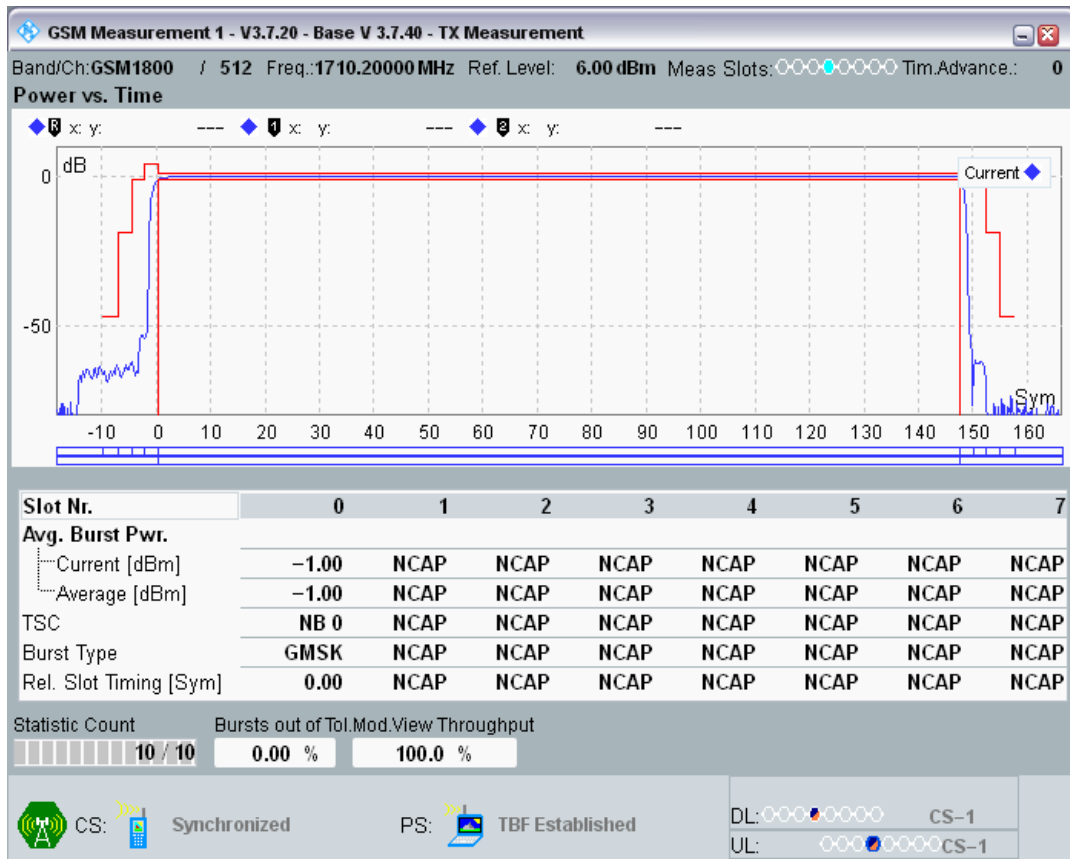 GSM Measurement 1 - V3.7.20 - Base V 3.7.40 - TX Measurement
Band/Ch:GSM1800 / 512 Freq.:1710.20000 MHz Ref. Level: 6.00 dBm Meas Slots: Tim.Advance.: 0
Power vs. Time
R x: y: --- 1 x: y: --- 2 x: y: ---
dB
Current
0
-50
Sym
-10 0 10 20 30 40 50 60 70 80 90 100 110 120 130 140 150 160
Slot Nr. 0 1 2 3 4 5 6 7
Avg. Burst Pwr.
Current [dBm] −1.00 NCAP NCAP NCAP NCAP NCAP NCAP NCAP
Average [dBm] −1.00 NCAP NCAP NCAP NCAP NCAP NCAP NCAP
TSC NB 0 NCAP NCAP NCAP NCAP NCAP NCAP NCAP
Burst Type GMSK NCAP NCAP NCAP NCAP NCAP NCAP NCAP
Rel. Slot Timing [Sym] 0.00 NCAP NCAP NCAP NCAP NCAP NCAP NCAP
Statistic Count Bursts out of Tol.Mod.View Throughput
10 / 10 0.00 % 100.0 %
CS: Synchronized PS: TBF Established
DL: CS−1
UL: CS−1